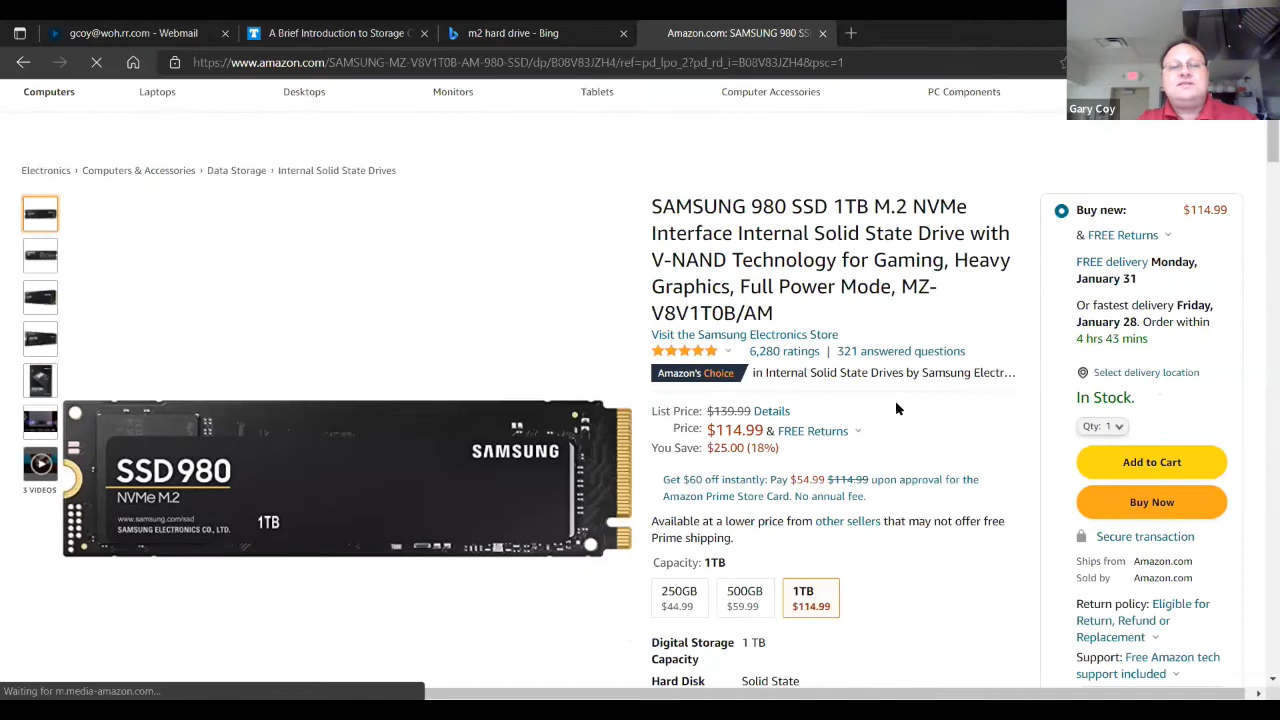 gcoy@woh.rr.com - Webmail
A Brief Introduction to Storage C
m2 hard drive - Bing
Amazon.com: SAMSUNG 980 SS
https://www.amazon.com/SAMSUNG-MZ-V8V1T0B-AM-980-SSD/dp/B08V83JZH4/ref=pd_lpo_2?pd_rd_i=B08V83JZH4&psc=1
Gary Coy
Computers Laptops Desktops Monitors Tablets Computer Accessories PC Components
Electronics › Computers & Accessories › Data Storage › Internal Solid State Drives
3 VIDEOS
SAMSUNG
SSD 980
NVMe M.2
www.samsung.com/ssd
SAMSUNG ELECTRONICS CO., LTD.
1TB
SAMSUNG 980 SSD 1TB M.2 NVMe
Interface Internal Solid State Drive with
V-NAND Technology for Gaming, Heavy
Graphics, Full Power Mode, MZ-
V8V1T0B/AM
Visit the Samsung Electronics Store
6,280 ratings | 321 answered questions
Amazon's Choice in Internal Solid State Drives by Samsung Electr...
List Price: $139.99 Details
Price: $114.99 & FREE Returns
You Save: $25.00 (18%)
Get $60 off instantly: Pay $54.99 $114.99 upon approval for the
Amazon Prime Store Card. No annual fee.
Available at a lower price from other sellers that may not offer free
Prime shipping.
Capacity: 1TB
250GB 500GB 1TB
$44.99 $59.99 $114.99
Digital Storage 1 TB
Capacity
Hard Disk Solid State
Buy new: $114.99
& FREE Returns
FREE delivery Monday,
January 31
Or fastest delivery Friday,
January 28. Order within
4 hrs 43 mins
Select delivery location
In Stock.
Qty: 1
Add to Cart
Buy Now
Secure transaction
Ships from Amazon.com
Sold by Amazon.com
Return policy: Eligible for
Return, Refund or
Replacement
Support: Free Amazon tech
support included
Waiting for m.media-amazon.com...